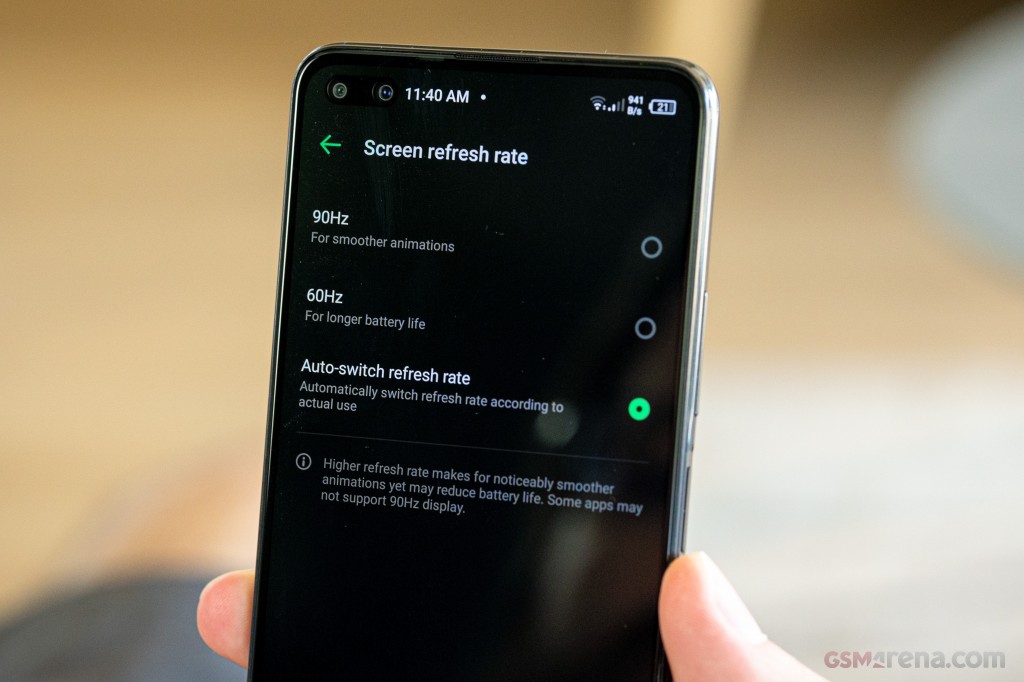 11:40 AM
941
B/s
21
Screen refresh rate
90Hz
For smoother animations
60Hz
For longer battery life
Auto-switch refresh rate
Automatically switch refresh rate according to
actual use
Higher refresh rate makes for noticeably smoother
animations yet may reduce battery life. Some apps may
not support 90Hz display.
GSMArena.com